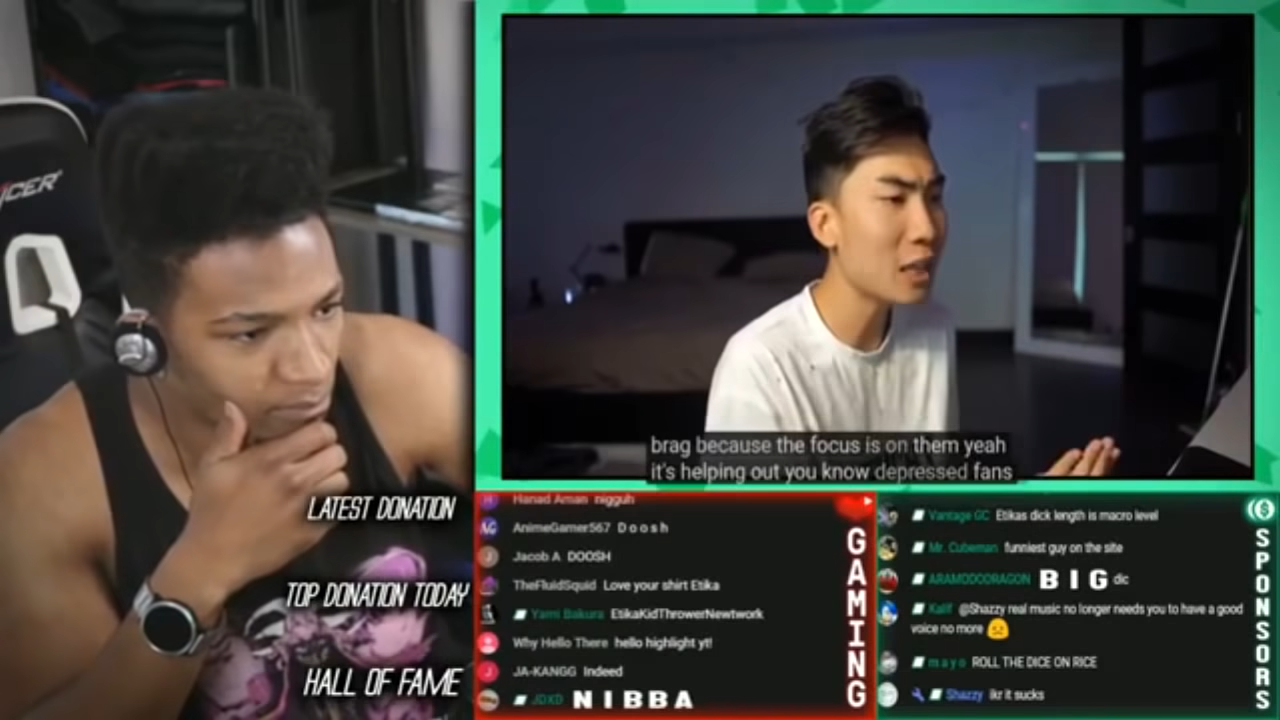 CER
brag because the focus is on them yeah
it's helping out you know depressed fans
LATEST DONATION
TOP DONATION TODAY
HALL OF FAME
Hanad Aman nigguh
AnimeGamer567 D o o s h
Jacob A DOOSH
TheFluidSquid Love your shirt Etika
Yami Bakura EtikaKidThrowerNewtwork
Why Hello There hello highlight yt!
JA-KANGG Indeed
JDXD N I B B A
GAMING
Vantage GC Etikas dick length is macro level
Mr. Cubeman funniest guy on the site
ARAMODODRAGON B I G dic
Kalif @Shazzy real music no longer needs you to have a good
voice no more
m a y o ROLL THE DICE ON RICE
Shazzy ikr it sucks
SPONSORS